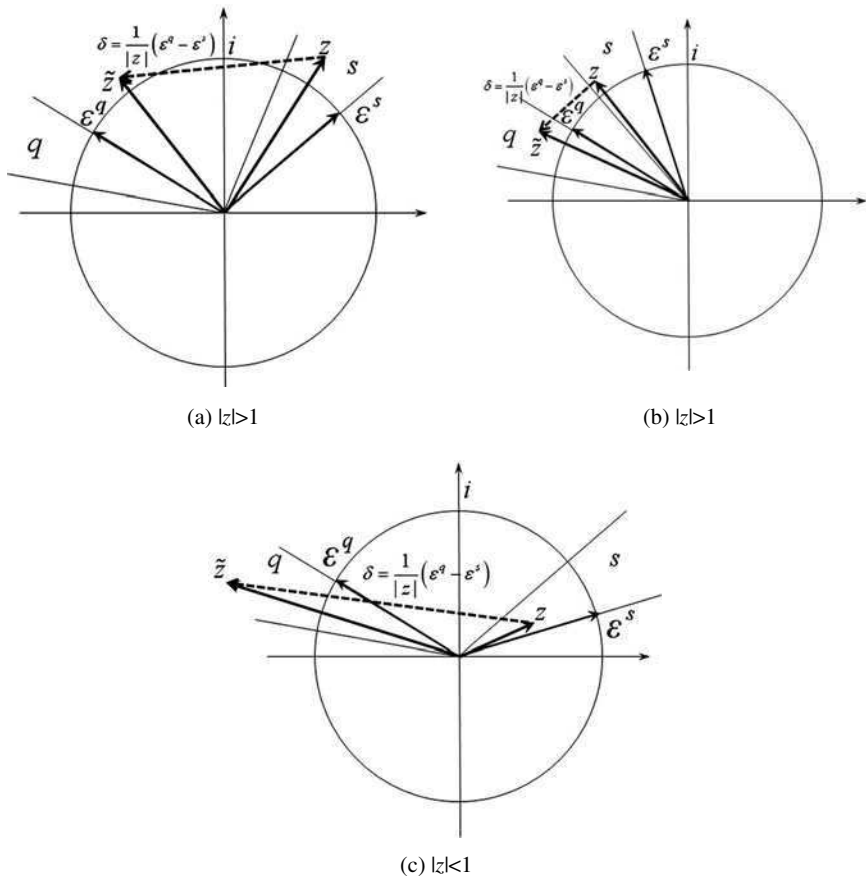 δ = 1/|z| (ε^q − ε^s)
i
z
z̃
s
ε^s
ε^q
q
(a) |z|>1
s
ε^s
i
z
δ = 1/|z| (ε^q − ε^s)
ε^q
q
z̃
(b) |z|>1
i
ε^q
q
z̃
δ = 1/|z| (ε^q − ε^s)
s
z
ε^s
(c) |z|<1